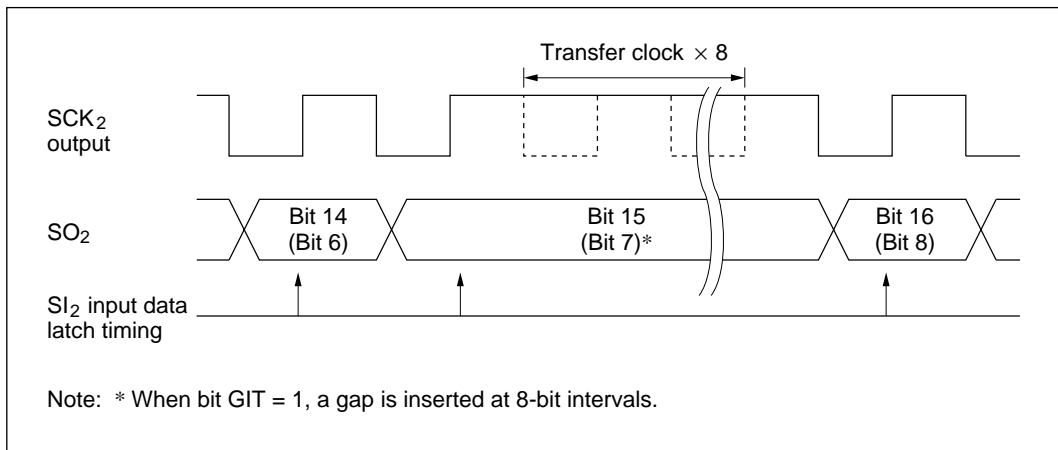 Transfer clock × 8
SCK2
output
SO2
Bit 14
(Bit 6)
Bit 15
(Bit 7)*
Bit 16
(Bit 8)
SI2 input data
latch timing
Note: * When bit GIT = 1, a gap is inserted at 8-bit intervals.